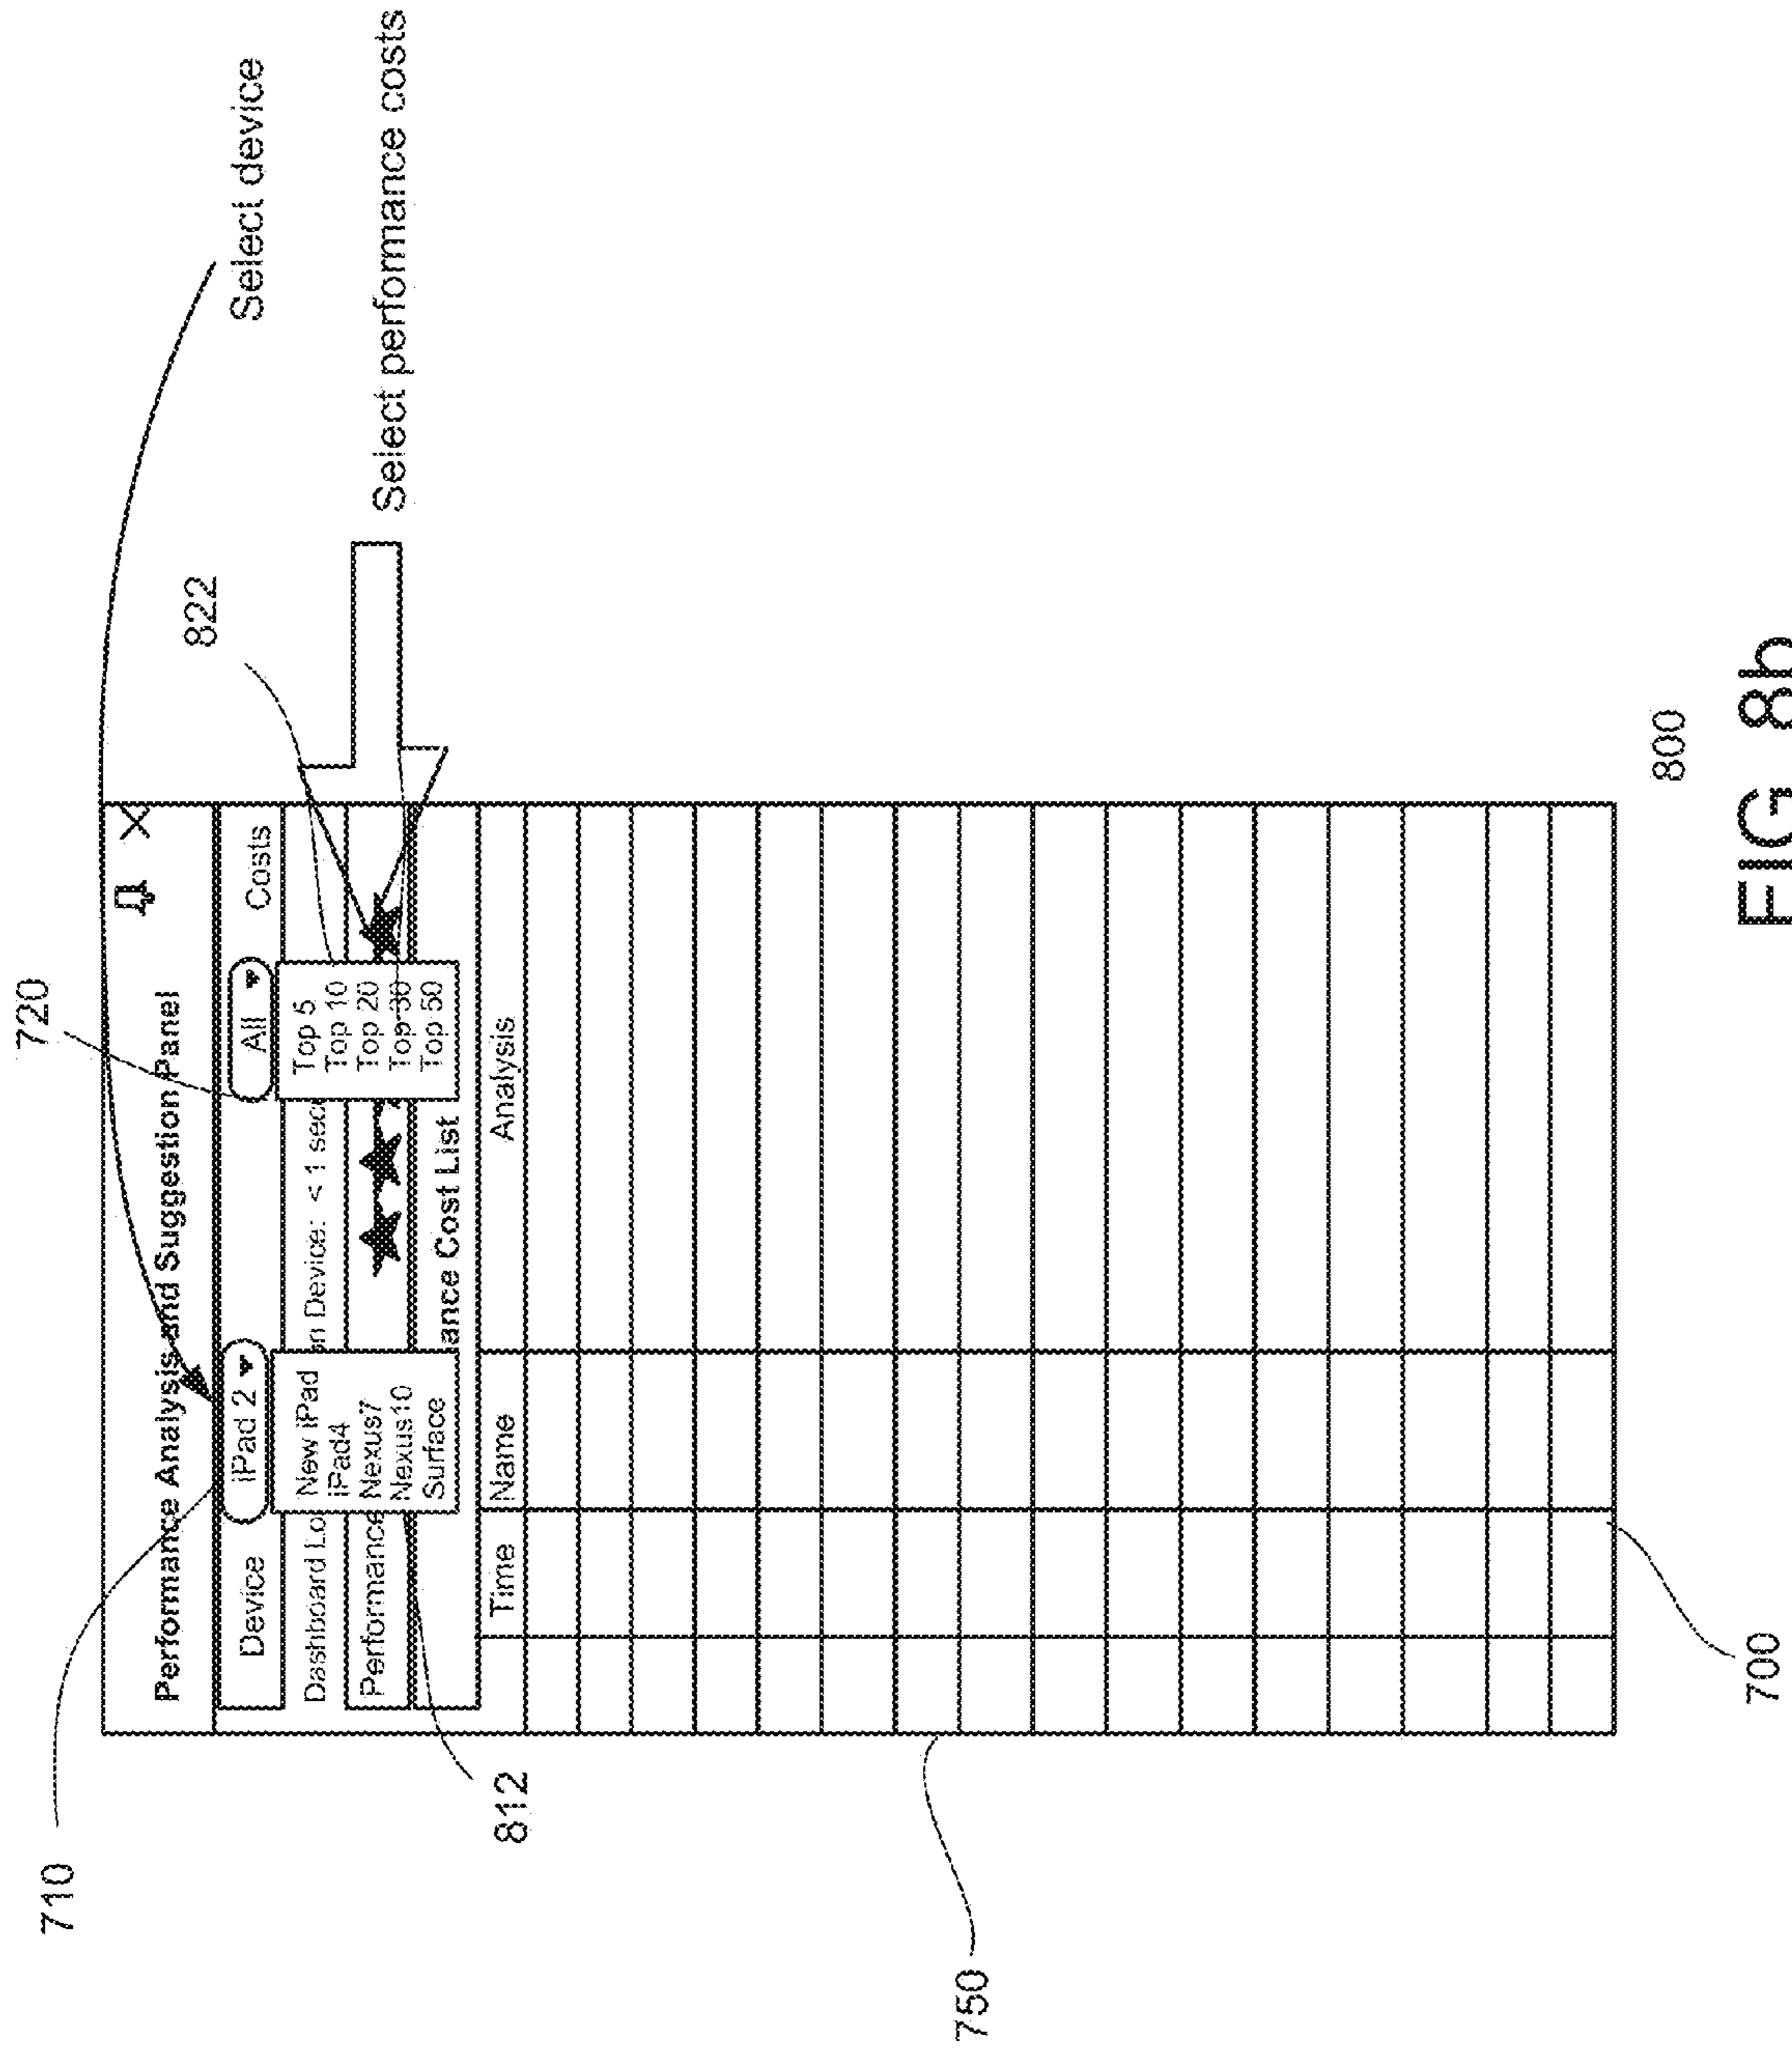 720
822
Select device
Select performance costs
710
812
750
700
800
Performance Analysis and Suggestion Panel
Device
iPad 2
All
Costs
Dashboard Lo
on Device: < 1 seco
Performance
ance Cost List
New iPad
iPad4
Nexus7
Nexus10
Surface
Top 5
Top 10
Top 20
Top 30
Top 50
Time
Name
Analysis
FIG 8b